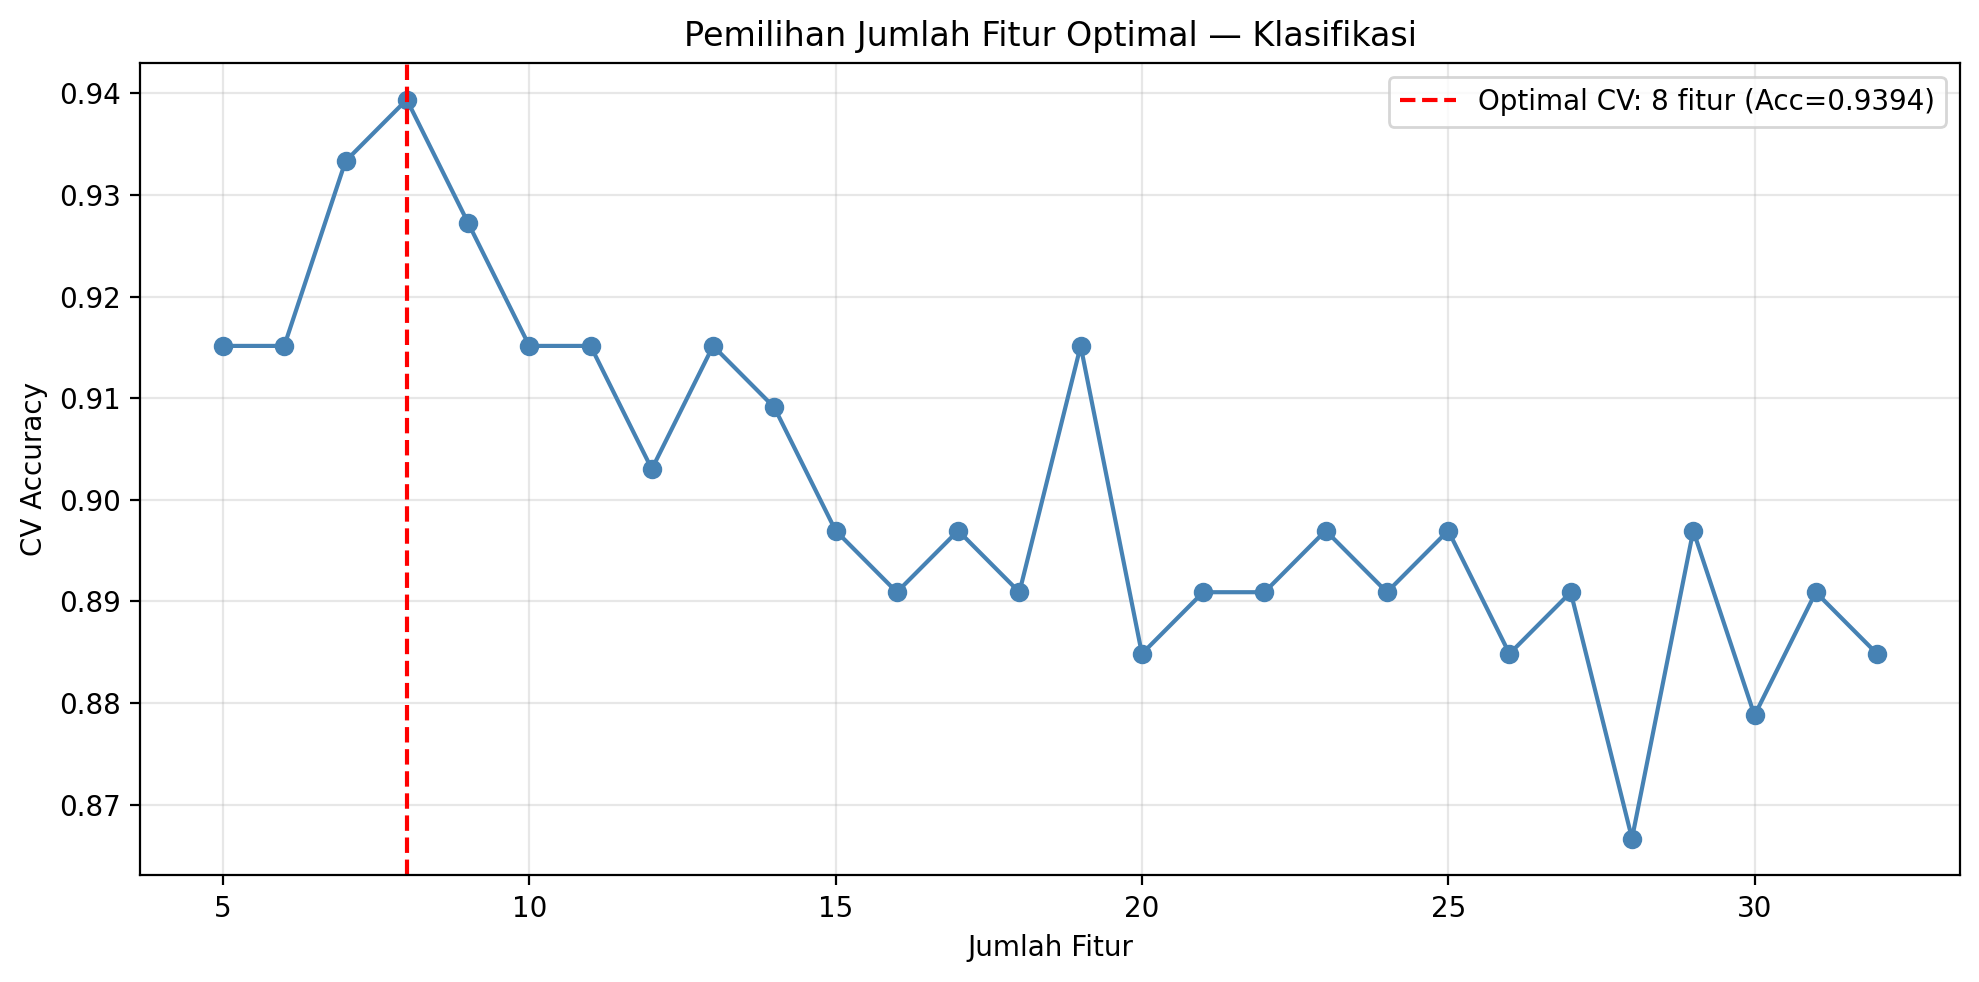 Pemilihan Jumlah Fitur Optimal — Klasifikasi
Optimal CV: 8 fitur (Acc=0.9394)
CV Accuracy
0.94
0.93
0.92
0.91
0.90
0.89
0.88
0.87
5 10 15 20 25 30
Jumlah Fitur